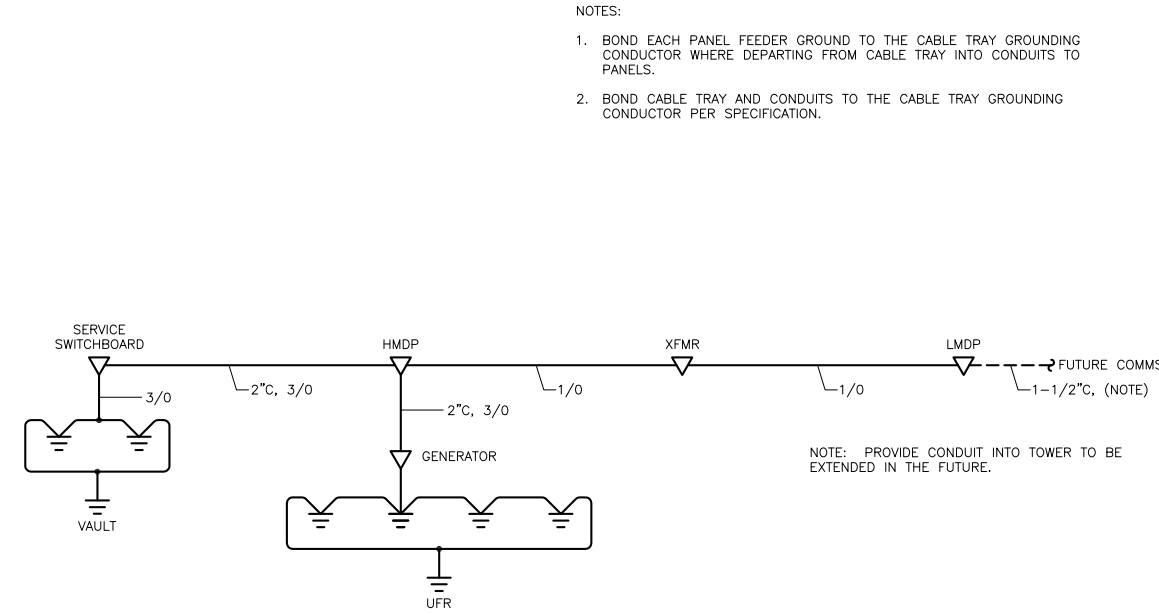 NOTES:
1. BOND EACH PANEL FEEDER GROUND TO THE CABLE TRAY GROUNDING
CONDUCTOR WHERE DEPARTING FROM CABLE TRAY INTO CONDUITS TO
PANELS.
2. BOND CABLE TRAY AND CONDUITS TO THE CABLE TRAY GROUNDING
CONDUCTOR PER SPECIFICATION.
SERVICE
SWITCHBOARD
HMDP
XFMR
LMDP
FUTURE COMMS
3/0
2"C, 3/0
1/0
1/0
1-1/2"C, (NOTE)
2"C, 3/0
GENERATOR
NOTE: PROVIDE CONDUIT INTO TOWER TO BE
EXTENDED IN THE FUTURE.
VAULT
UFR